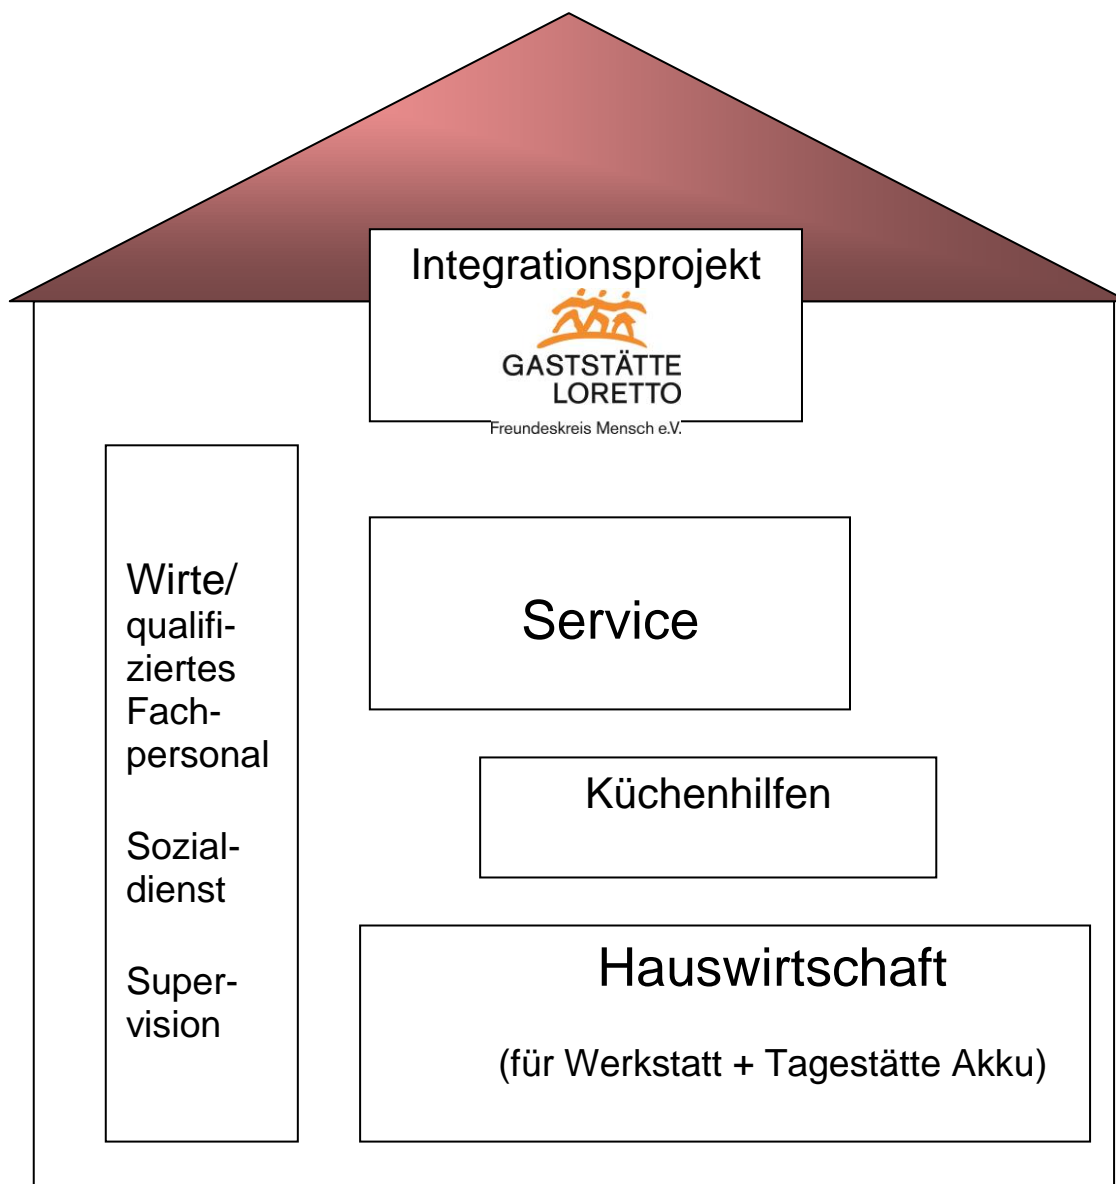 Integrationsprojekt
GASTSTÄTTE
LORETTO
Freundeskreis Mensch e.V.
Wirte/
qualifi-
ziertes
Fach-
personal
Sozial-
dienst
Super-
vision
Service
Küchenhilfen
Hauswirtschaft
(für Werkstatt + Tagestätte Akku)